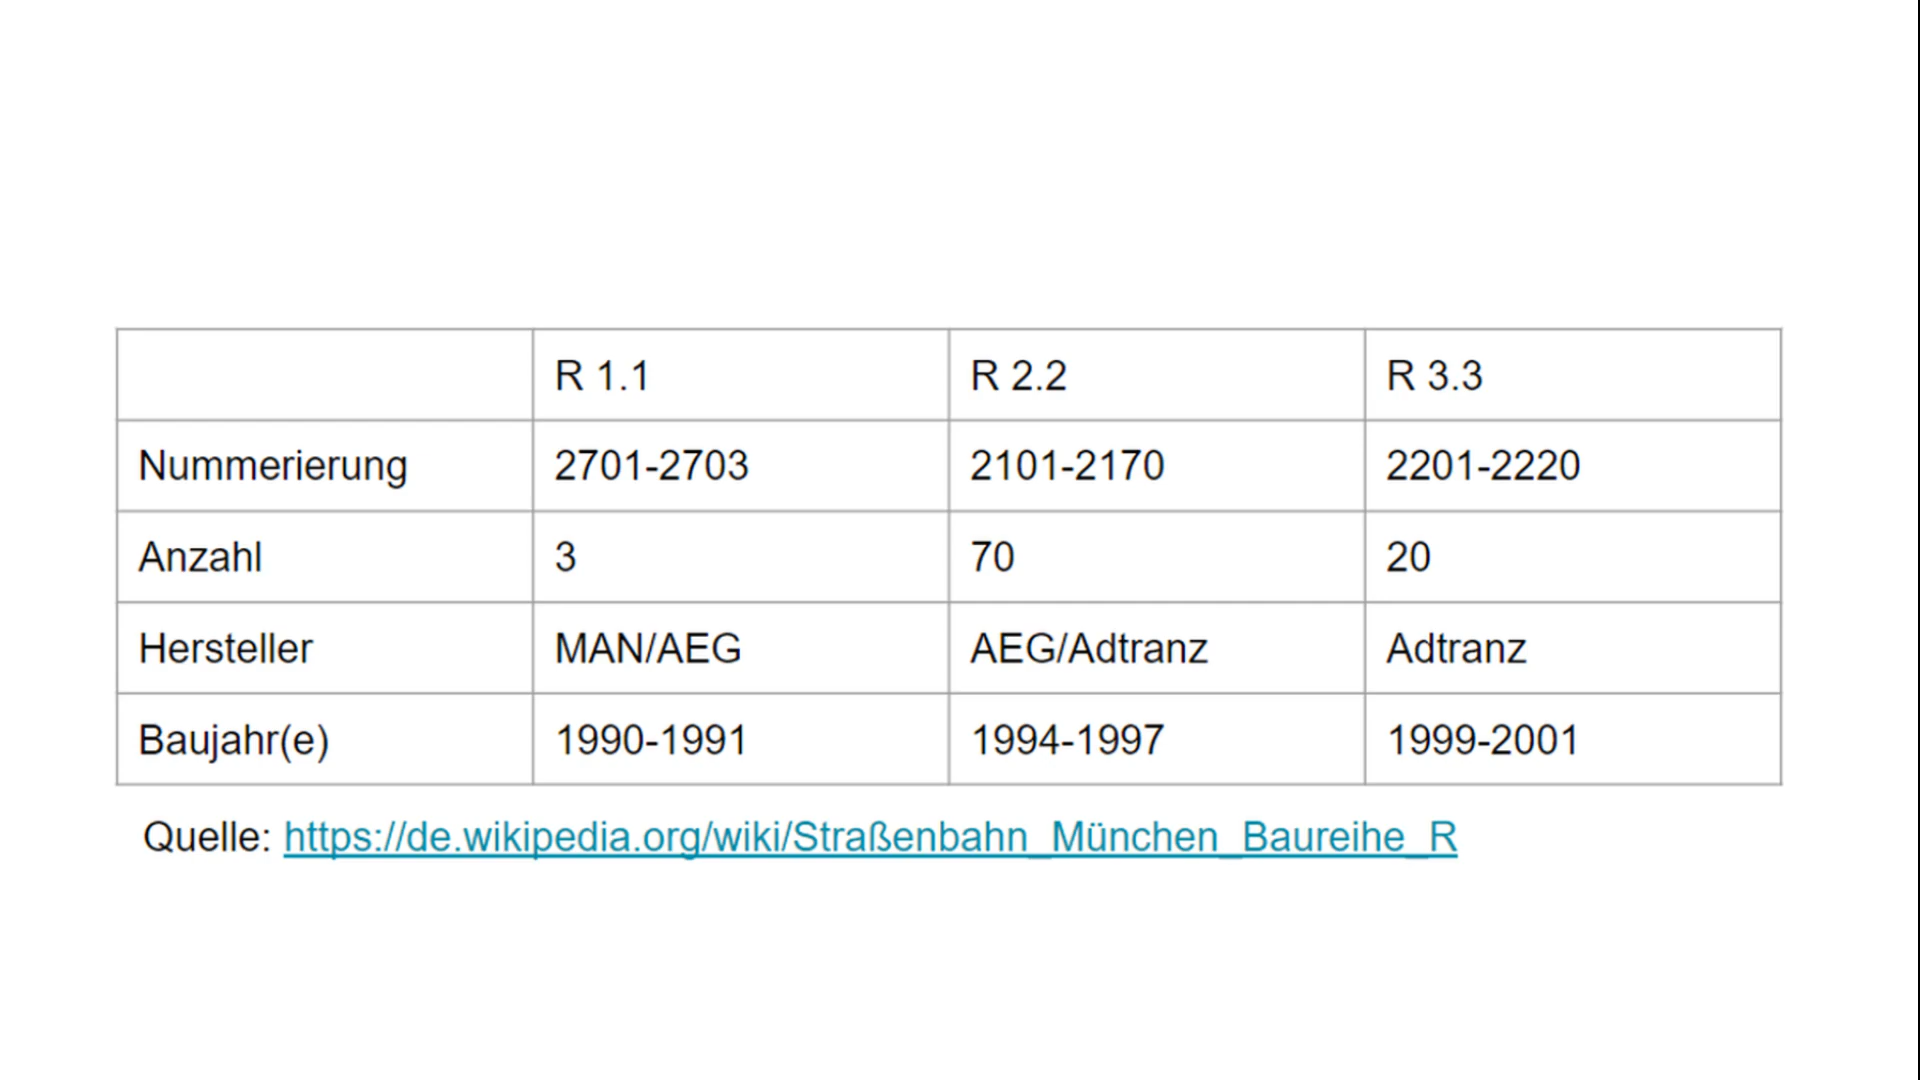 R 1.1 R 2.2 R 3.3
Nummerierung 2701-2703 2101-2170 2201-2220
Anzahl 3 70 20
Hersteller MAN/AEG AEG/Adtranz Adtranz
Baujahr(e) 1990-1991 1994-1997 1999-2001
Quelle: https://de.wikipedia.org/wiki/Straßenbahn_München_Baureihe_R